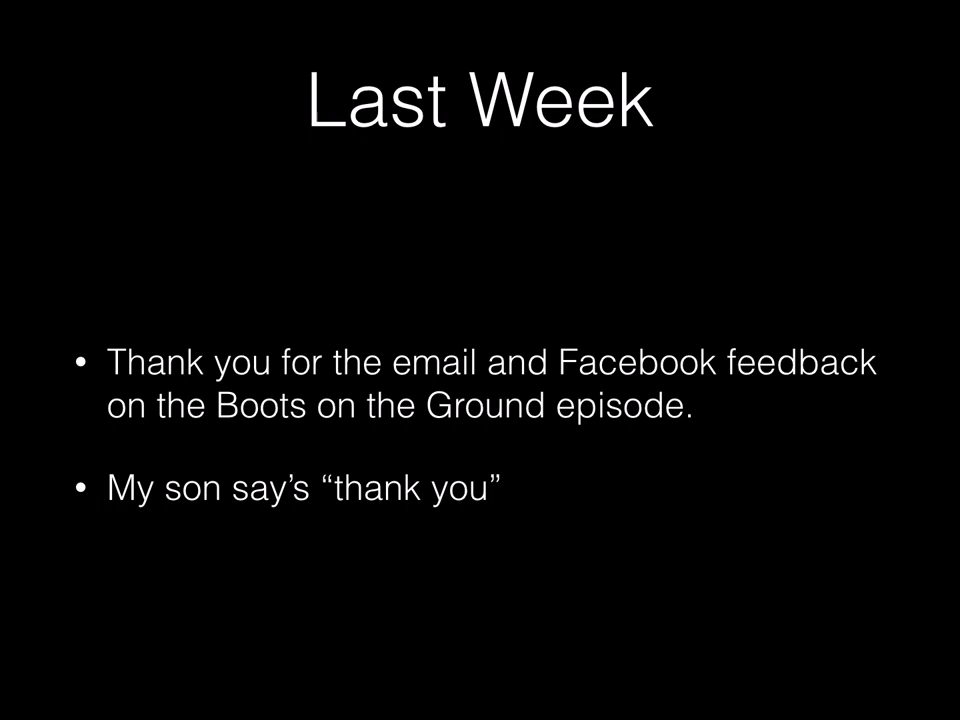 Last Week
• Thank you for the email and Facebook feedback
on the Boots on the Ground episode.
• My son say’s “thank you”